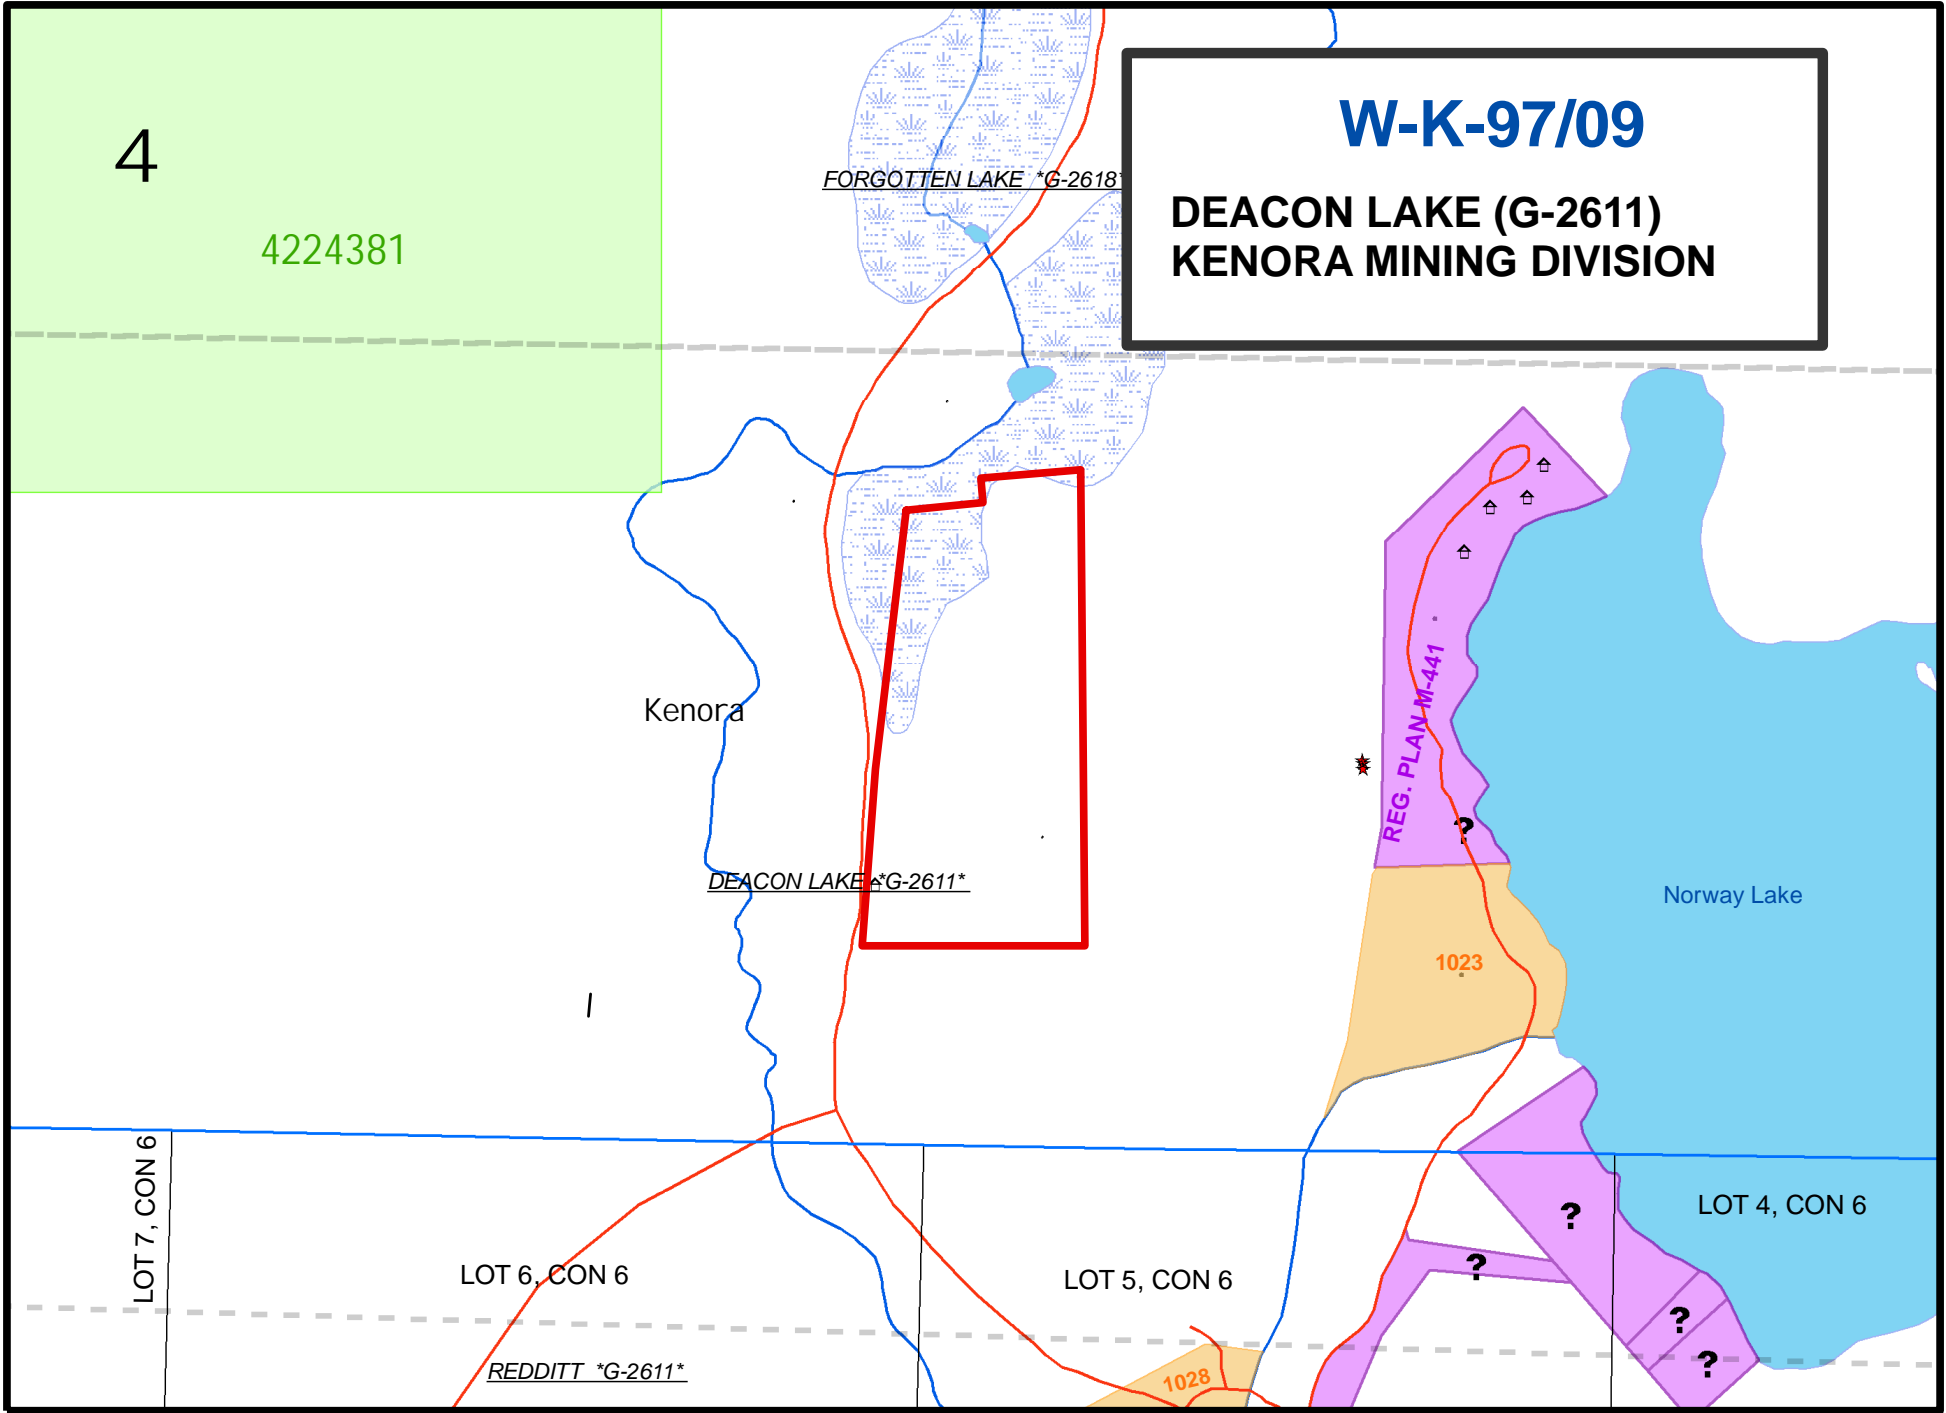 W-K-97/09
DEACON LAKE (G-2611)
KENORA MINING DIVISION
4
4224381
FORGOTTEN LAKE *G-2618*
Kenora
REG. PLAN M-441
?
DEACON LAKE *G-2611*
Norway Lake
1023
LOT 7, CON 6
LOT 6, CON 6
LOT 5, CON 6
LOT 4, CON 6
?
?
?
?
REDDITT *G-2611*
1028